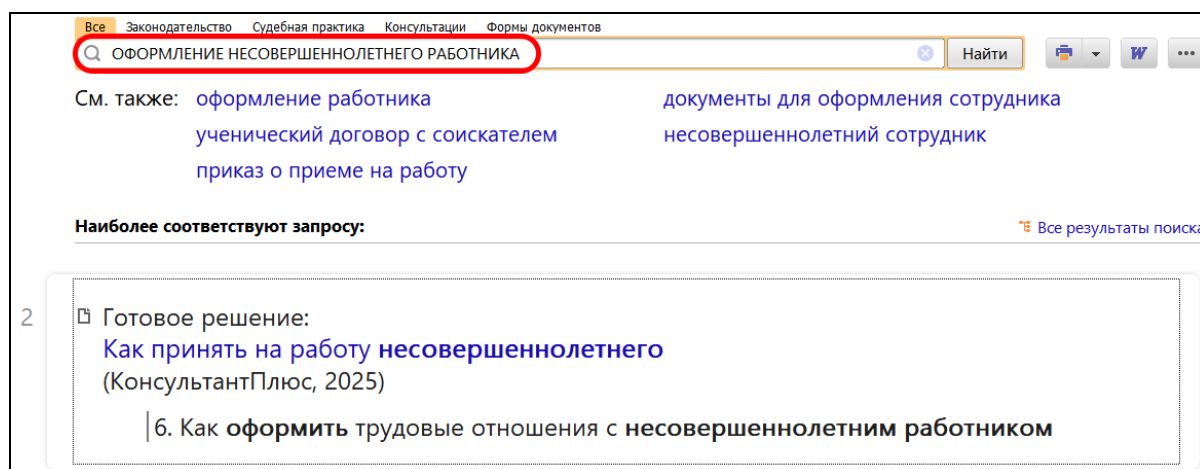 Все Законодательство Судебная практика Консультации Формы документов
ОФОРМЛЕНИЕ НЕСОВЕРШЕННОЛЕТНЕГО РАБОТНИКА Найти W
См. также: оформление работника документы для оформления сотрудника
ученический договор с соискателем несовершеннолетний сотрудник
приказ о приеме на работу
Наиболее соответствуют запросу: Все результаты поиска
2 Готовое решение:
Как принять на работу несовершеннолетнего
(КонсультантПлюс, 2025)
6. Как оформить трудовые отношения с несовершеннолетним работником